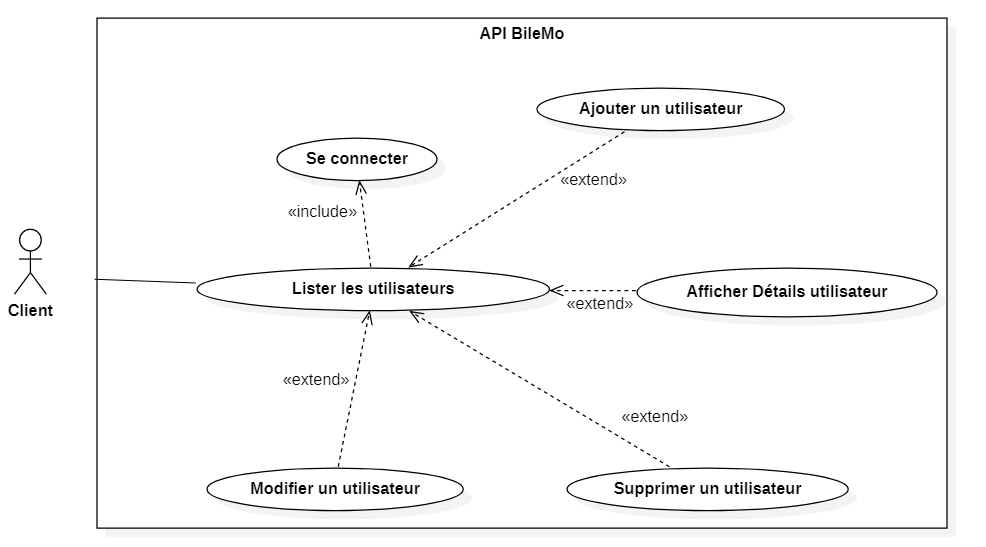 API BileMo
Ajouter un utilisateur
Se connecter
«extend»
«include»
Lister les utilisateurs
Afficher Détails utilisateur
«extend»
Client
«extend»
«extend»
Modifier un utilisateur
Supprimer un utilisateur